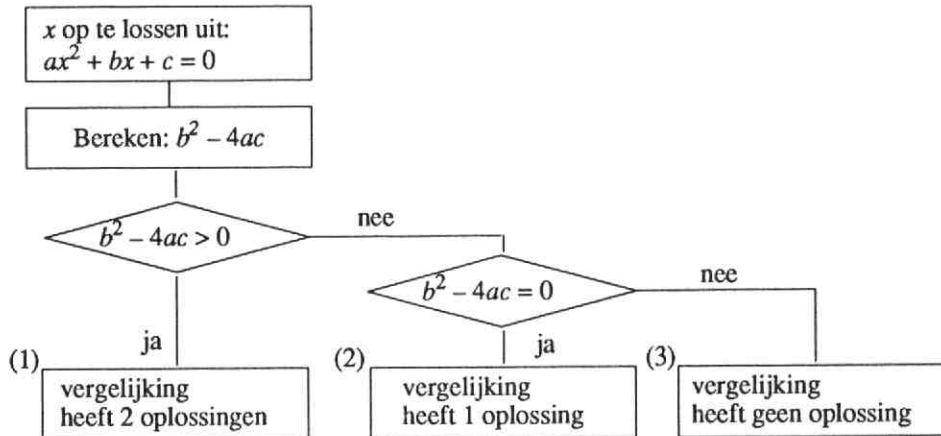 x op te lossen uit:
ax² + bx + c = 0
Bereken: b² – 4ac
b² – 4ac > 0
nee
b² – 4ac = 0
nee
ja
ja
(1)
vergelijking
heeft 2 oplossingen
(2)
vergelijking
heeft 1 oplossing
(3)
vergelijking
heeft geen oplossing